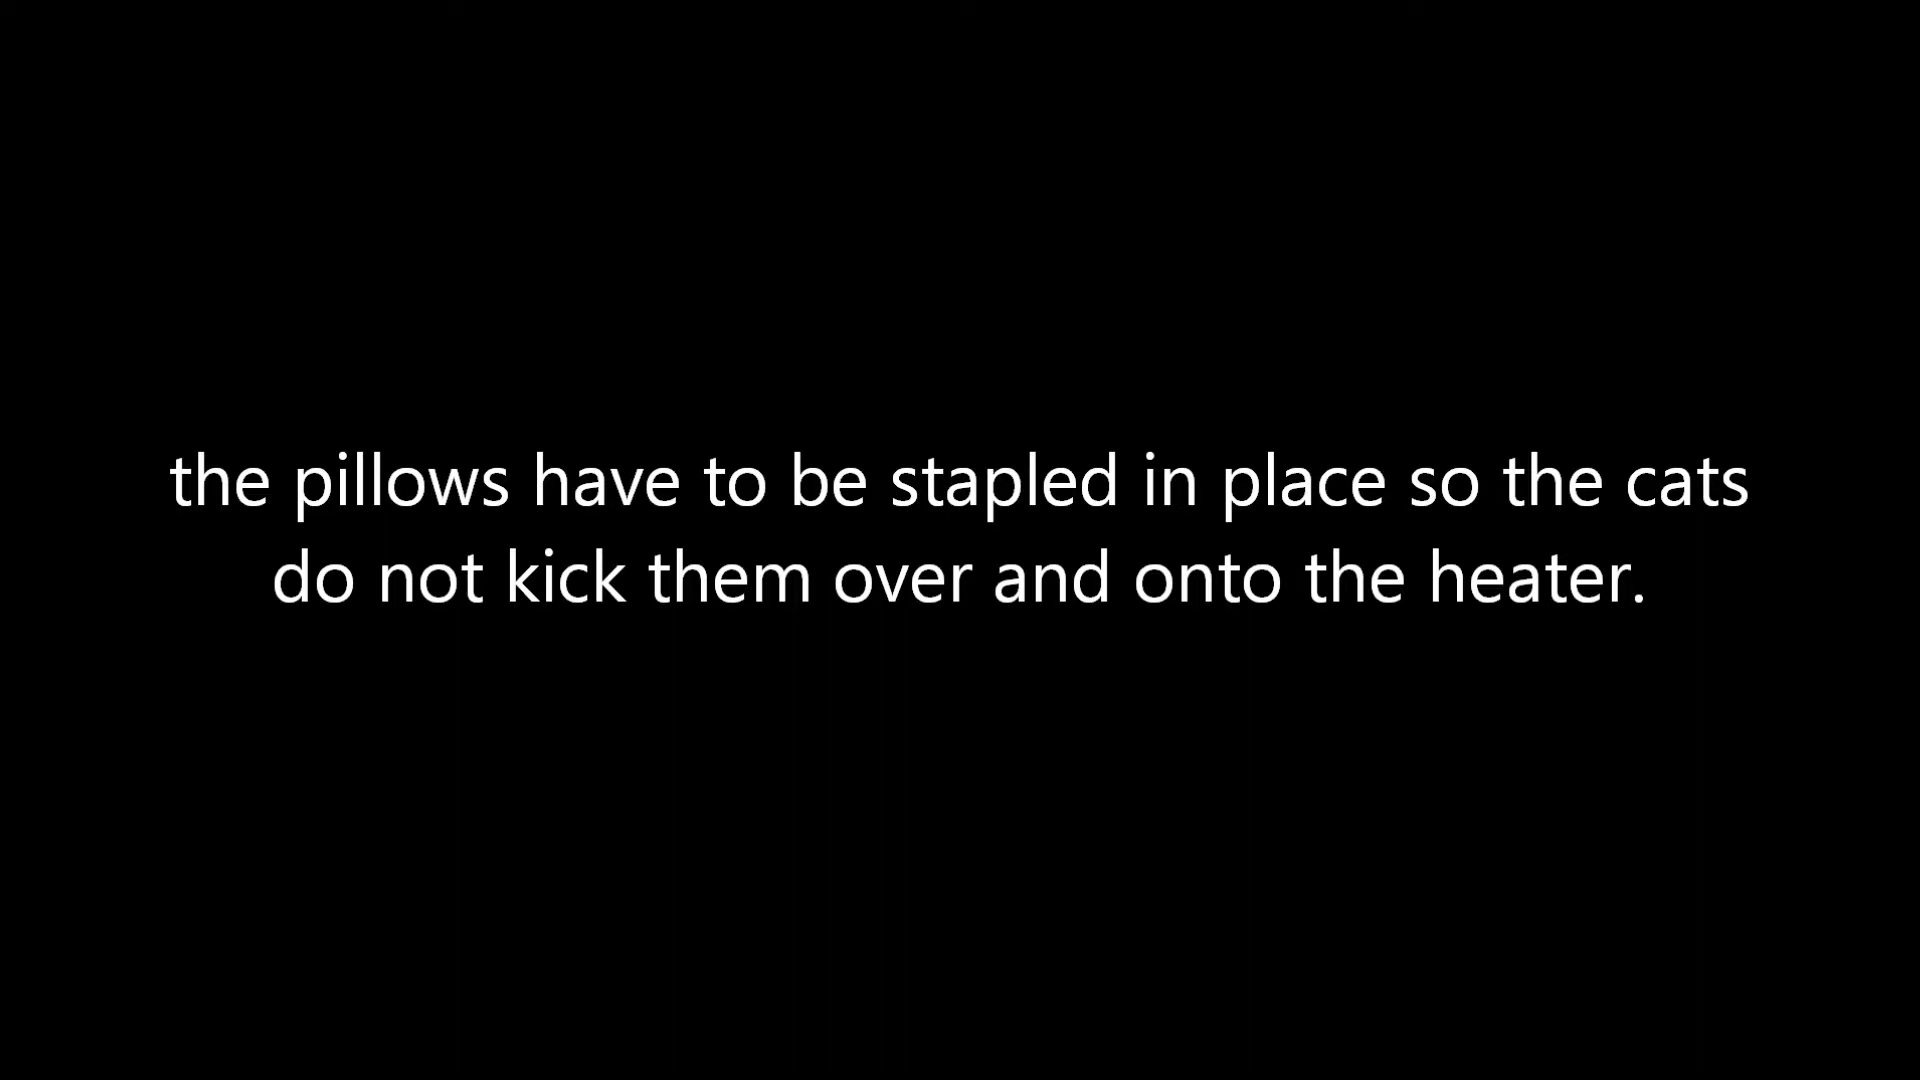 the pillows have to be stapled in place so the cats
do not kick them over and onto the heater.